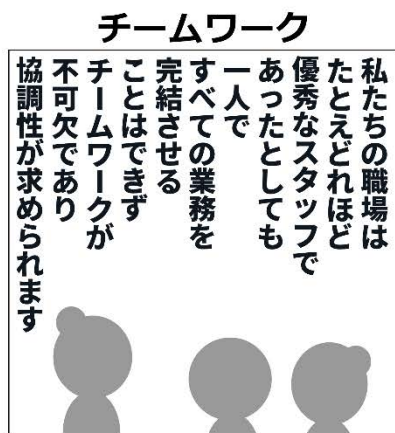 チームワーク
私たちの職場は
たとえどれほど
優秀なスタッフで
あったとしても
一人で
すべての業務を
完結させる
ことはできず
チームワークが
不可欠であり
協調性が求められます